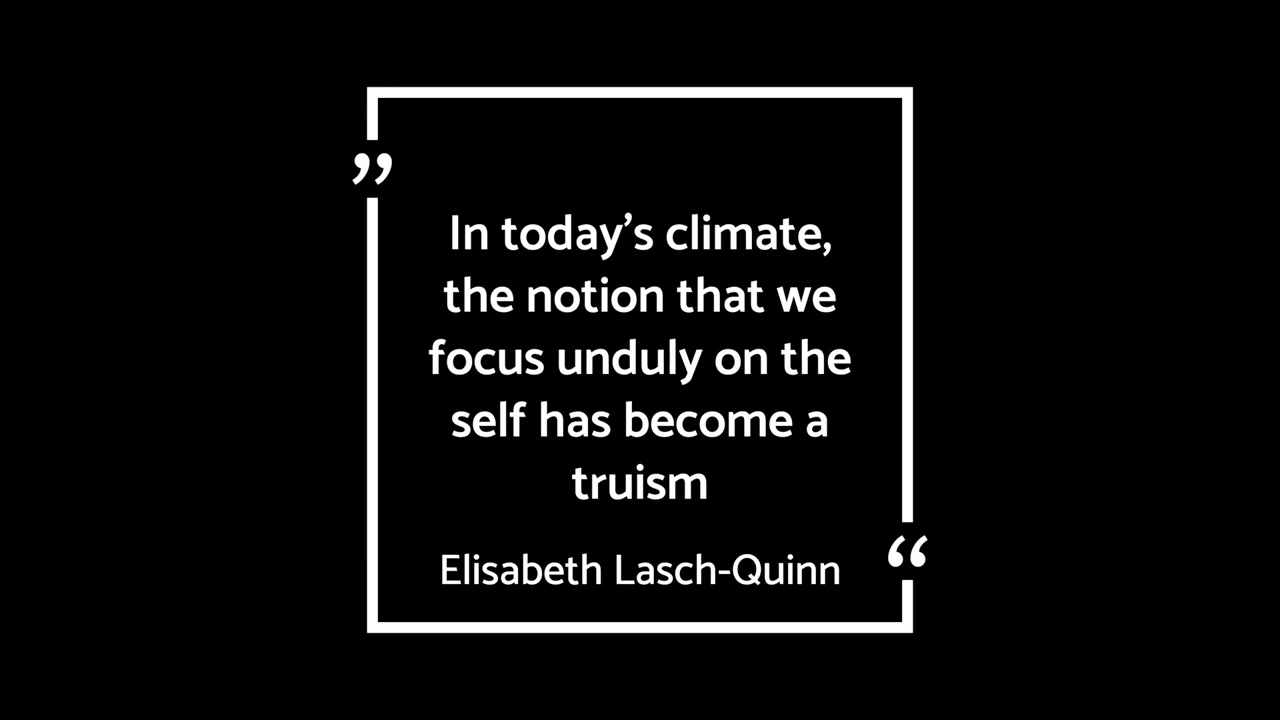 ”
In today’s climate,
the notion that we
focus unduly on the
self has become a
truism
Elisabeth Lasch-Quinn
“